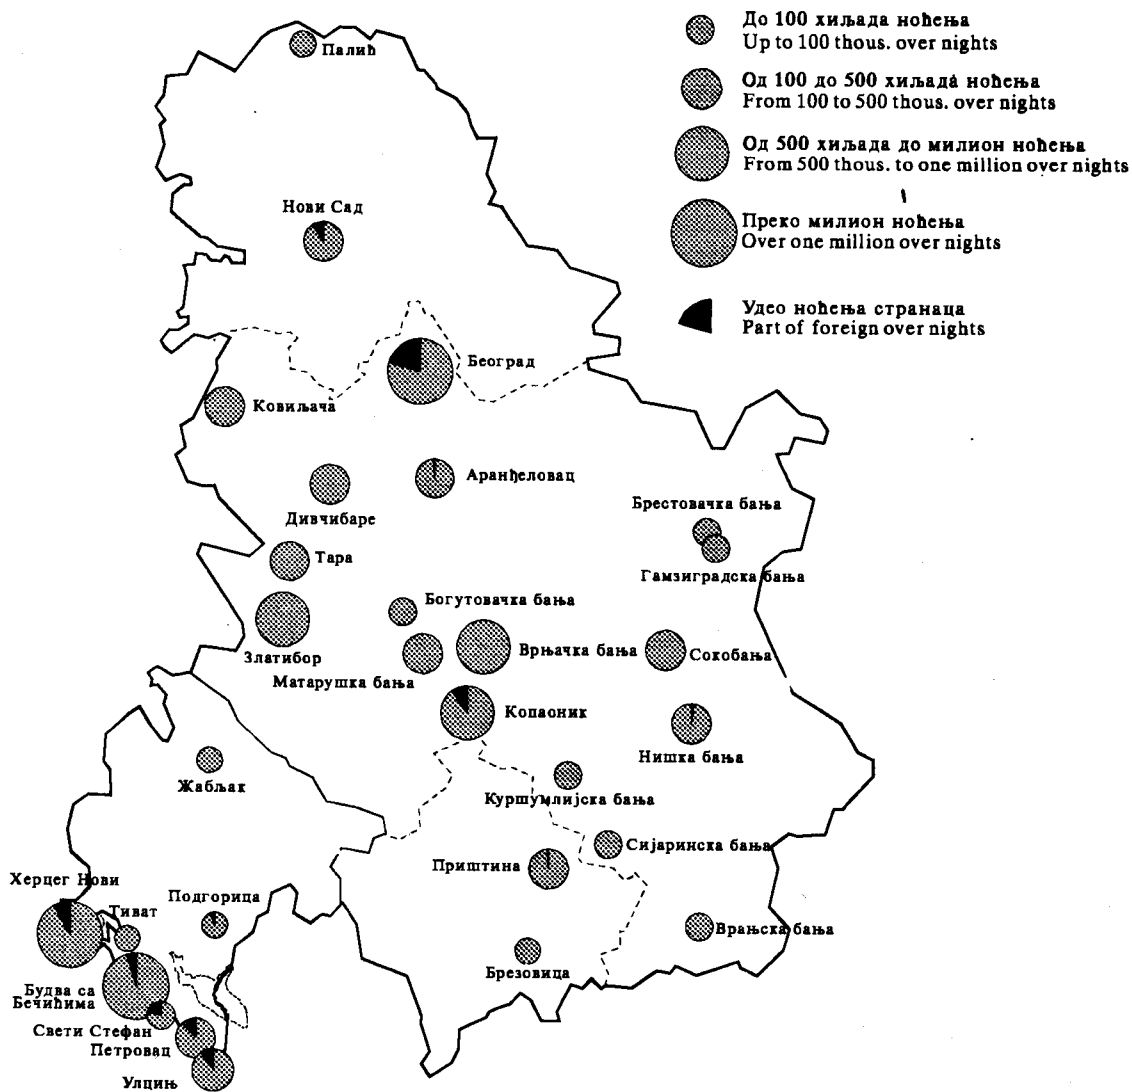 До 100 хиљада ноћења
Up to 100 thous. over nights
Од 100 до 500 хиљада ноћења
From 100 to 500 thous. over nights
Од 500 хиљада до милион ноћења
From 500 thous. to one million over nights
Преко милион ноћења
Over one million over nights
Удео ноћења странаца
Part of foreign over nights
Палић
Нови Сад
Београд
Ковиљача
Аранђеловац
Дивчибаре
Брестовачка бања
Тара
Гамзиградска бања
Богутовачка бања
Златибор
Врњачка бања
Сокобања
Матарушка бања
Копаоник
Нишка бања
Жабљак
Куршумлијска бања
Сијаринска бања
Приштина
Херцег Нови
Тиват
Подгорица
Врањска бања
Брезовица
Будва са
Бечићима
Свети Стефан
Петровац
Улцињ